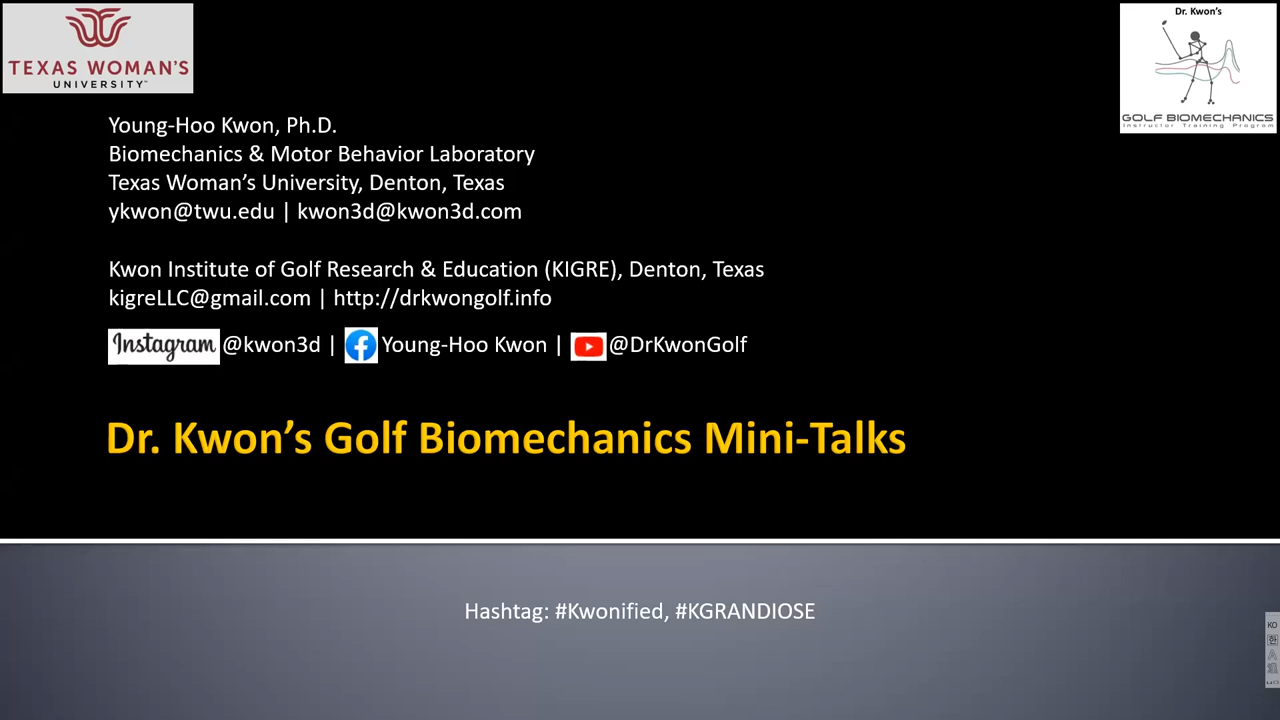 TEXAS WOMAN'S
UNIVERSITY™
Dr. Kwon's
GOLF BIOMECHANICS
Instructor Training Program
Young-Hoo Kwon, Ph.D.
Biomechanics & Motor Behavior Laboratory
Texas Woman’s University, Denton, Texas
ykwon@twu.edu | kwon3d@kwon3d.com
Kwon Institute of Golf Research & Education (KIGRE), Denton, Texas
kigreLLC@gmail.com | http://drkwongolf.info
Instagram @kwon3d | Young-Hoo Kwon | @DrKwonGolf
Dr. Kwon’s Golf Biomechanics Mini-Talks
Hashtag: #Kwonified, #KGRANDIOSE
KO
한
A